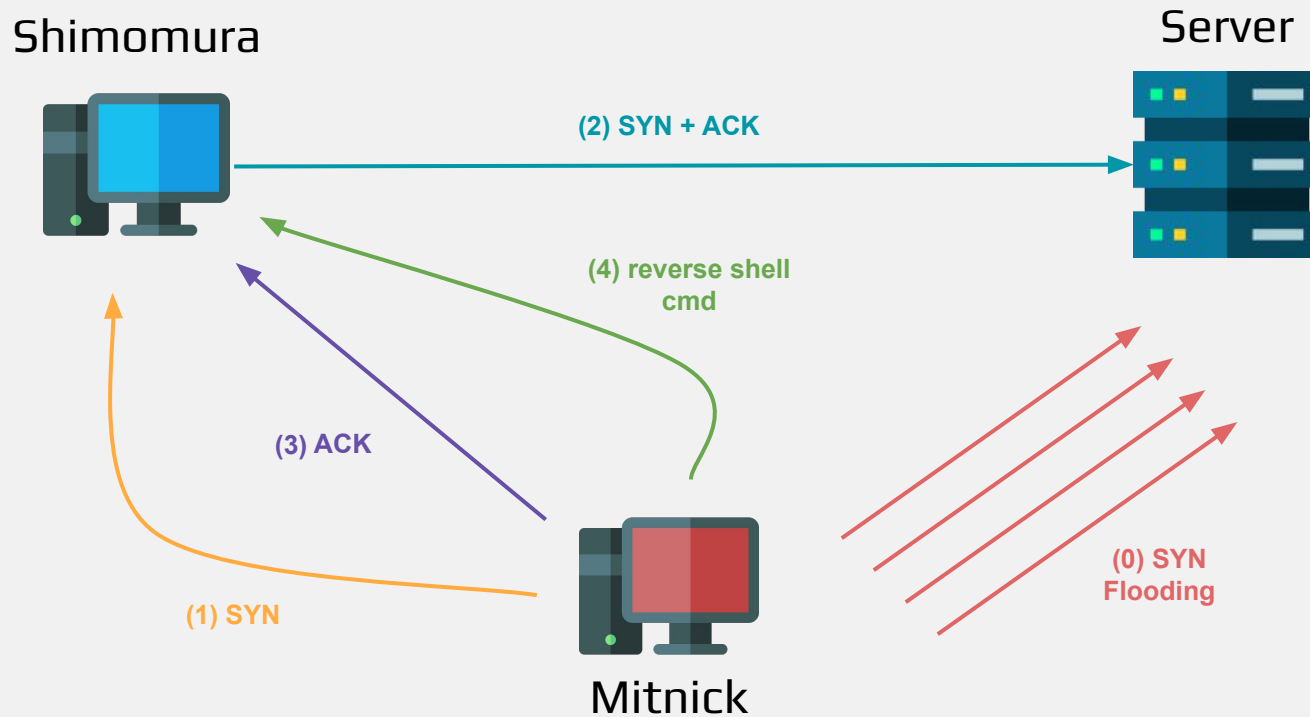 Shimomura
Server
(2) SYN + ACK
(4) reverse shell
cmd
(3) ACK
(1) SYN
(0) SYN
Flooding
Mitnick